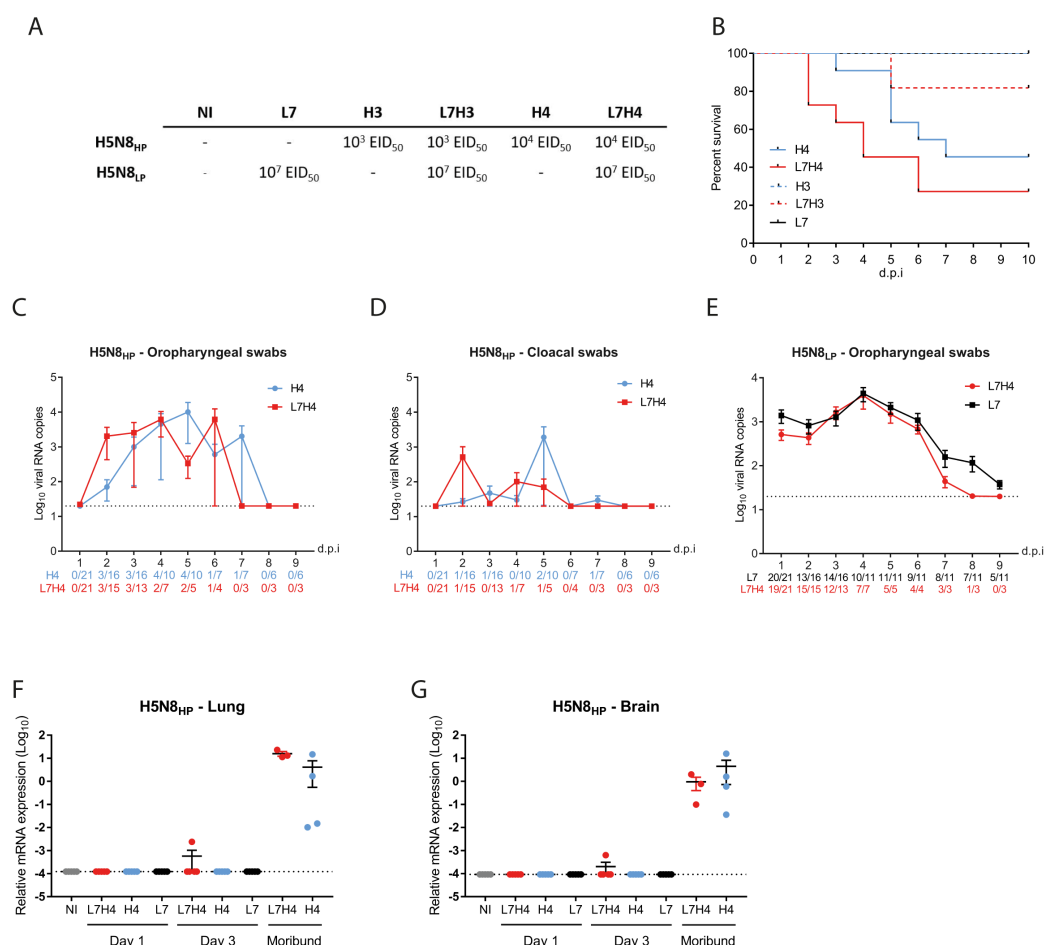 A
NI L7 H3 L7H3 H4 L7H4
H5N8HP - - 10³ EID50 10³ EID50 10⁴ EID50 10⁴ EID50
H5N8LP - 10⁷ EID50 - 10⁷ EID50 - 10⁷ EID50
B
Percent survival
100
80
60
40
20
0
H4
L7H4
H3
L7H3
L7
0 1 2 3 4 5 6 7 8 9 10
d.p.i
C
H5N8HP - Oropharyngeal swabs
Log10 viral RNA copies
5
4
3
2
1
0
H4
L7H4
1 2 3 4 5 6 7 8 9 d.p.i
H4 0/21 3/16 3/16 4/10 4/10 1/7 1/7 0/6 0/6
L7H4 0/21 3/15 3/13 2/7 2/5 1/4 0/3 0/3 0/3
D
H5N8HP - Cloacal swabs
Log10 viral RNA copies
5
4
3
2
1
0
H4
L7H4
1 2 3 4 5 6 7 8 9 d.p.i
H4 0/21 1/16 1/16 0/10 2/10 0/7 0/7 0/6 0/6
L7H4 0/21 1/15 0/13 1/7 1/5 0/4 0/3 0/3 0/3
E
H5N8LP - Oropharyngeal swabs
Log10 viral RNA copies
4
3
2
1
0
L7H4
L7
d.p.i
1 2 3 4 5 6 7 8 9
L7 20/21 13/16 14/16 10/11 11/11 9/11 8/11 7/11 5/11
L7H4 19/21 15/15 12/13 7/7 5/5 4/4 3/3 1/3 0/3
F
H5N8HP - Lung
Relative mRNA expression (Log10)
2
1
0
-1
-2
-3
-4
-5
NI L7H4 H4 L7 L7H4 H4 L7 L7H4 H4
Day 1 Day 3 Moribund
G
H5N8HP - Brain
Relative mRNA expression (Log10)
2
1
0
-1
-2
-3
-4
-5
NI L7H4 H4 L7 L7H4 H4 L7 L7H4 H4
Day 1 Day 3 Moribund